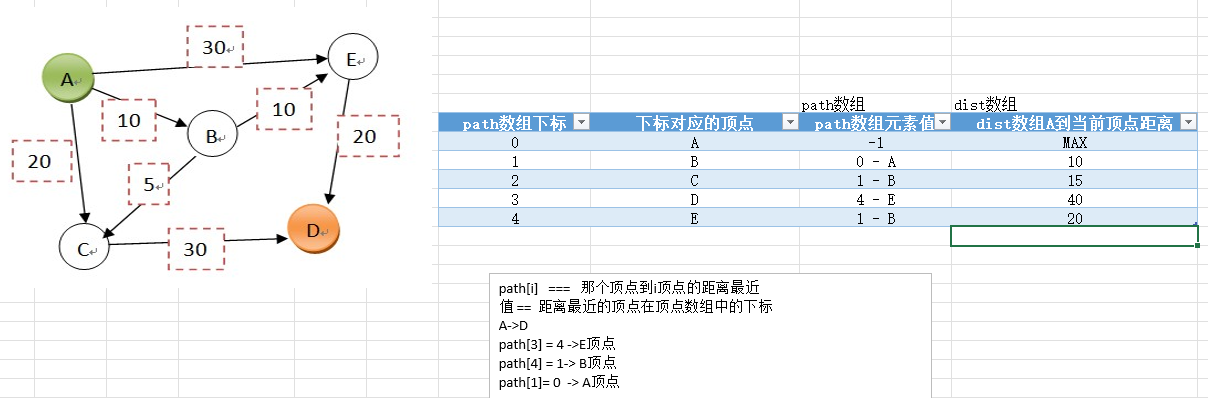 30
A
E
10
10
B
20
20
5
D
C
30
path数组 dist数组
path数组下标 下标对应的顶点 path数组元素值 dist数组A到当前顶点距离
0 A -1 MAX
1 B 0 - A 10
2 C 1 - B 15
3 D 4 - E 40
4 E 1 - B 20
path[i] === 那个顶点到i顶点的距离最近
值 == 距离最近的顶点在顶点数组中的下标
A->D
path[3] = 4 ->E顶点
path[4] = 1-> B顶点
path[1]= 0 -> A顶点